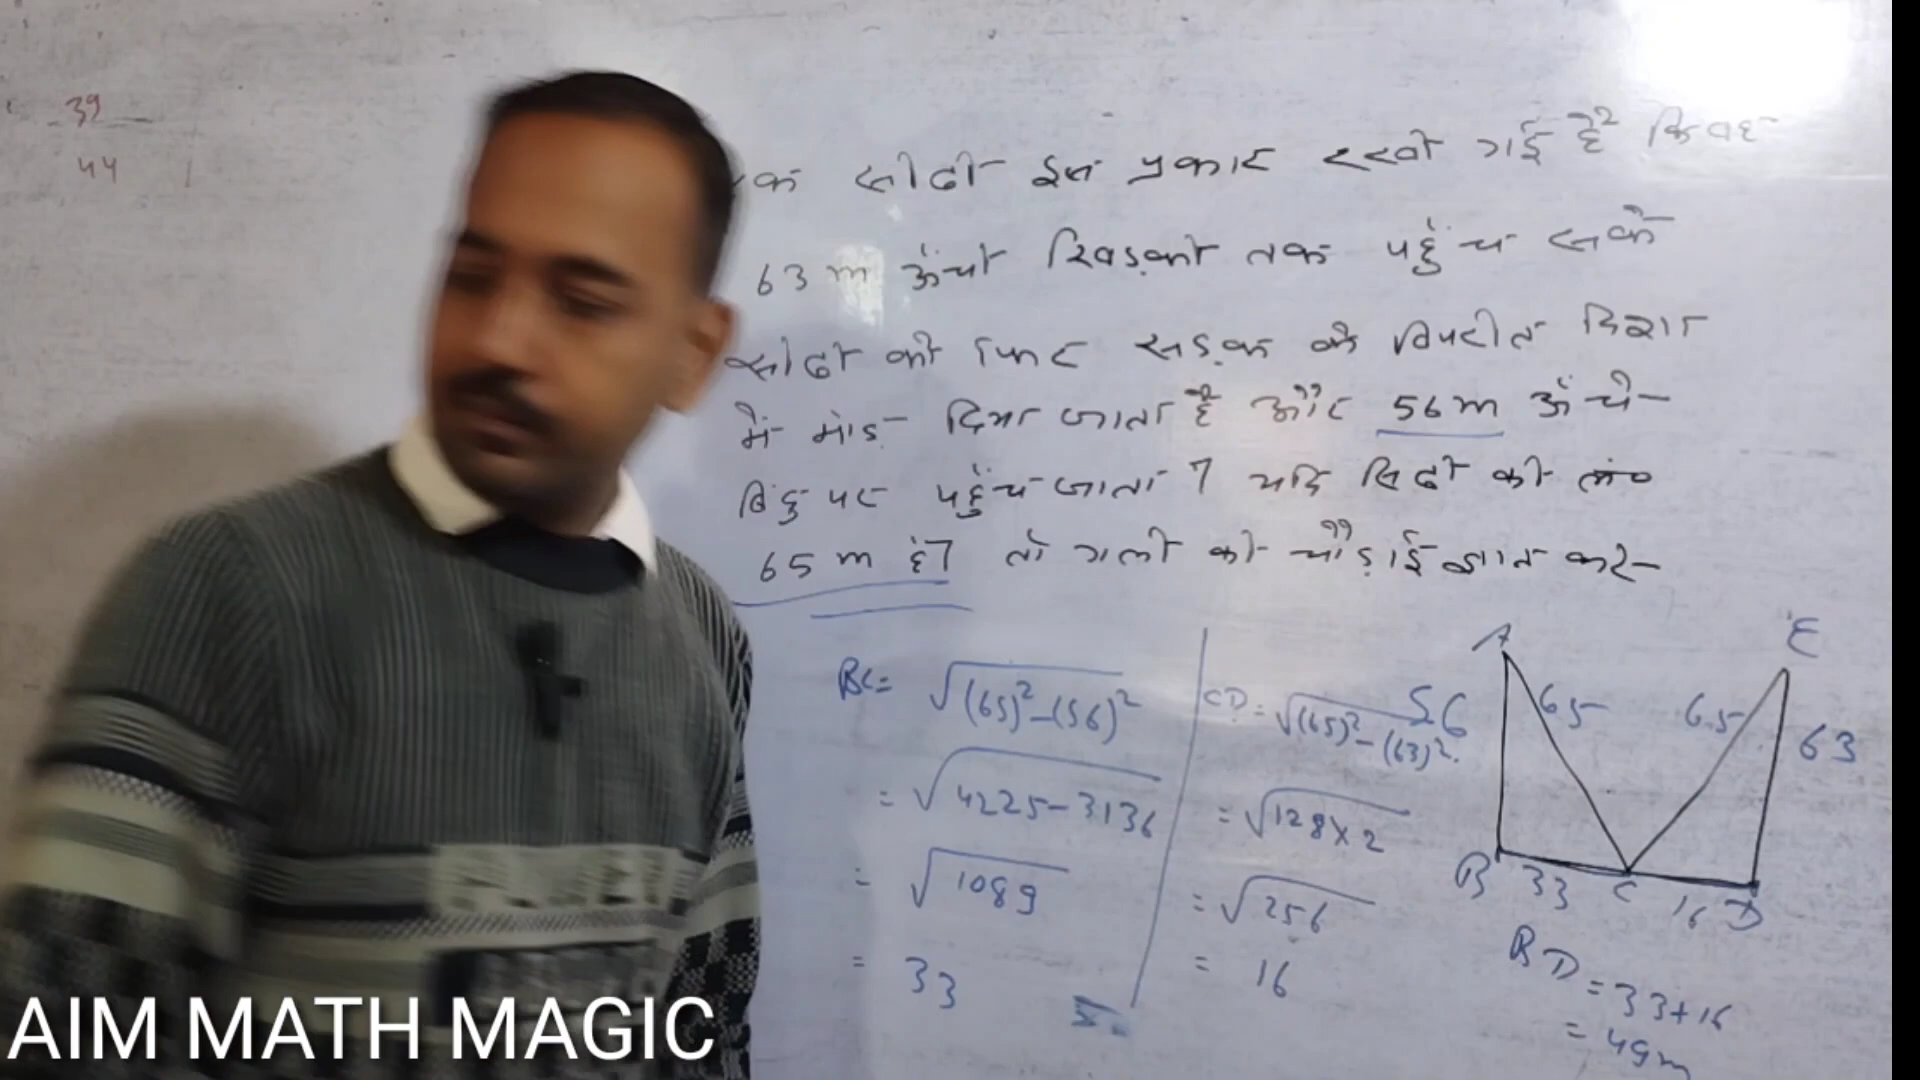 39
44
एक सीढी इस प्रकार रखी गई है कि वह
63 m ऊँची खिड़की तक पहुँच सके
सीढी को फिर सड़क के विपरीत दिशा
में मोड़ दिया जाता है और 56 m ऊँचे
बिंदु पर पहुँच जाता । यदि सिढी की लं०
65 m है। तो गली की चौड़ाई ज्ञात करे
BC = √(65)² - (56)²
= √4225 - 3136
= √1089
= 33
CD = √(65)² - (63)².
= √128 × 2
= √256
= 16
A
E
56
65
65
63
B 33 C 16 D
BD = 33 + 16
= 49m
AIM MATH MAGIC